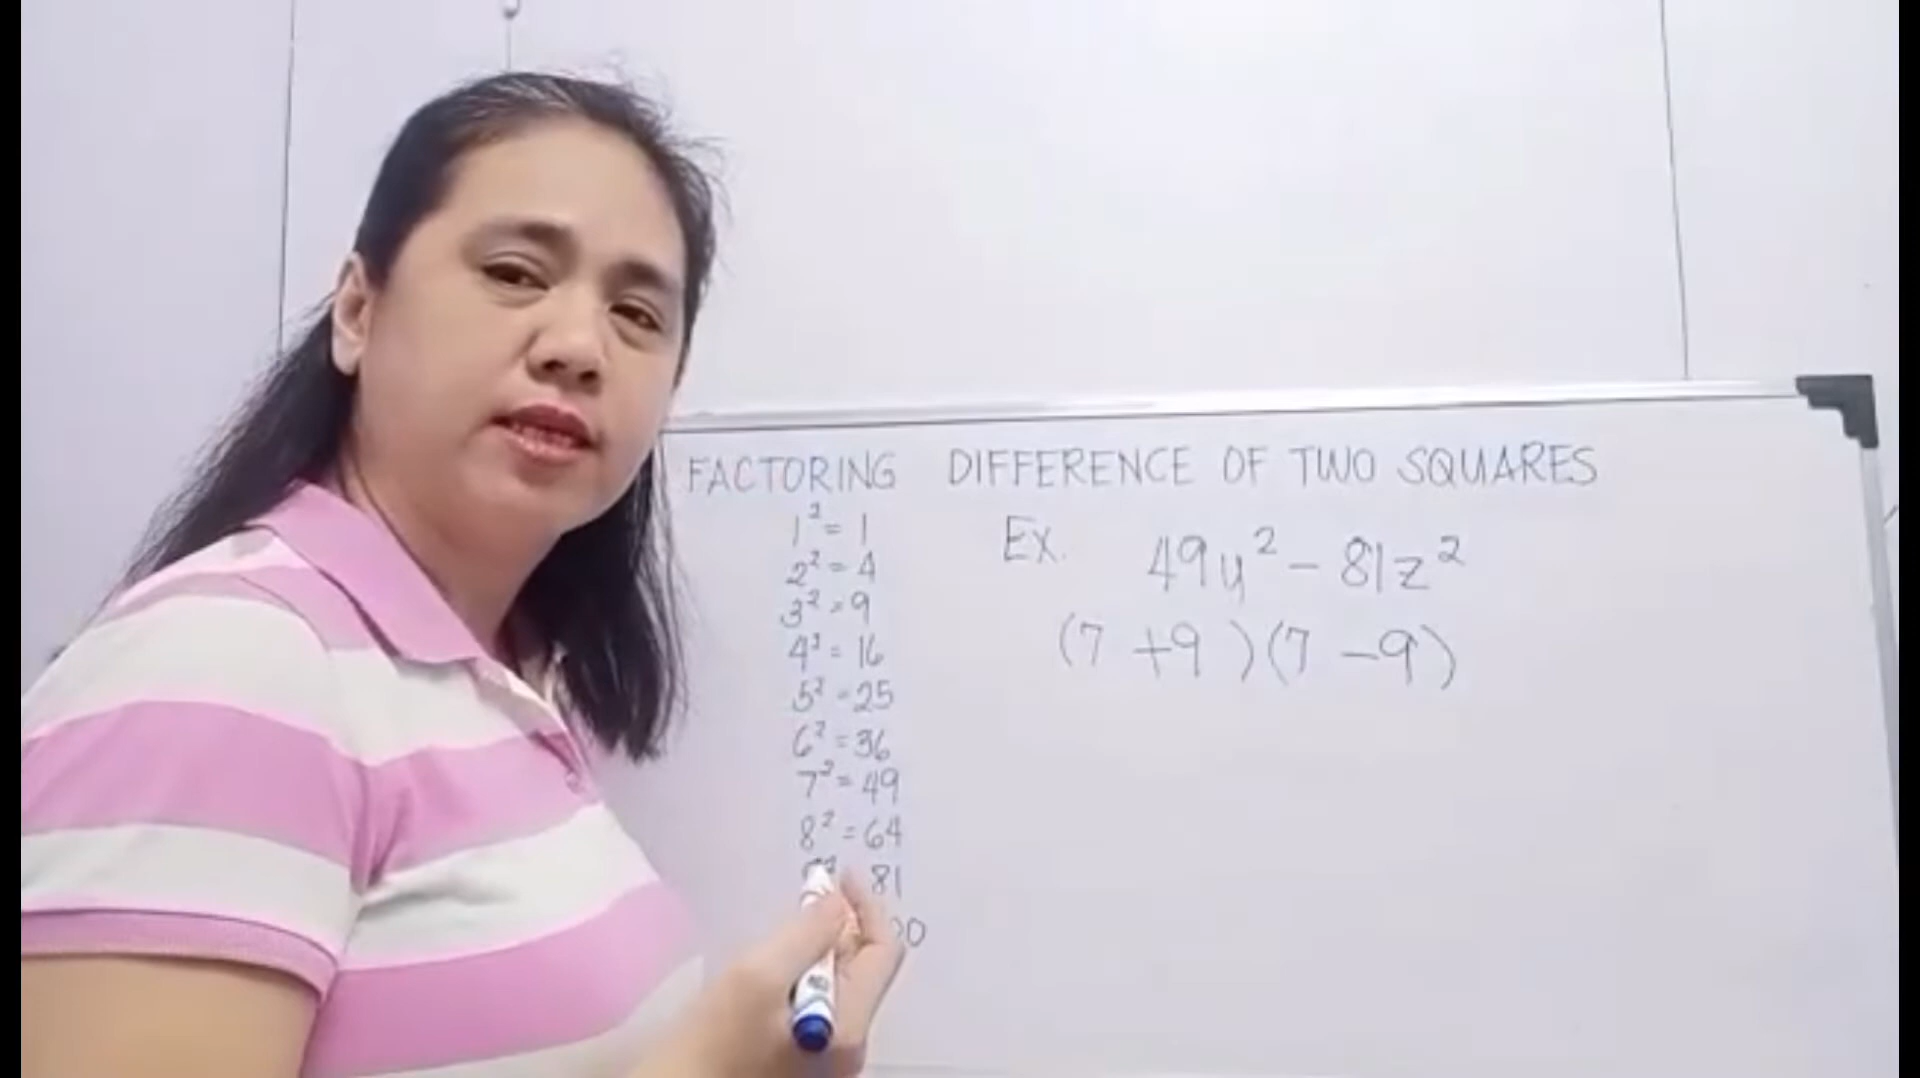 FACTORING DIFFERENCE OF TWO SQUARES
1² = 1
2² = 4
3² = 9
4² = 16
5² = 25
6² = 36
7² = 49
8² = 64
81
Ex. 49y² - 81z²
(7 +9 )(7 -9 )